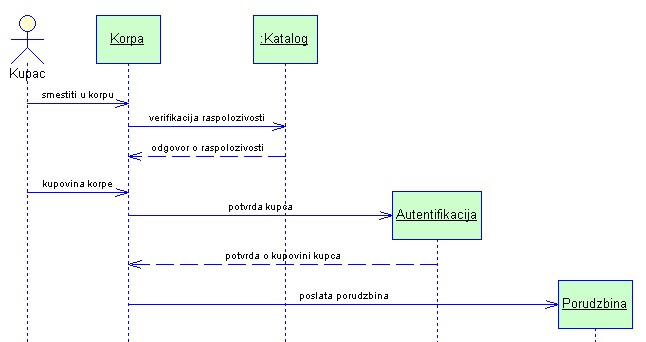 Korpa
:Katalog
Kupac
smestiti u korpu
verifikacija raspolozivosti
odgovor o raspolozivosti
kupovina korpe
potvrda kupca
Autentifikacija
potvrda o kupovini kupca
poslata porudzbina
Porudzbina